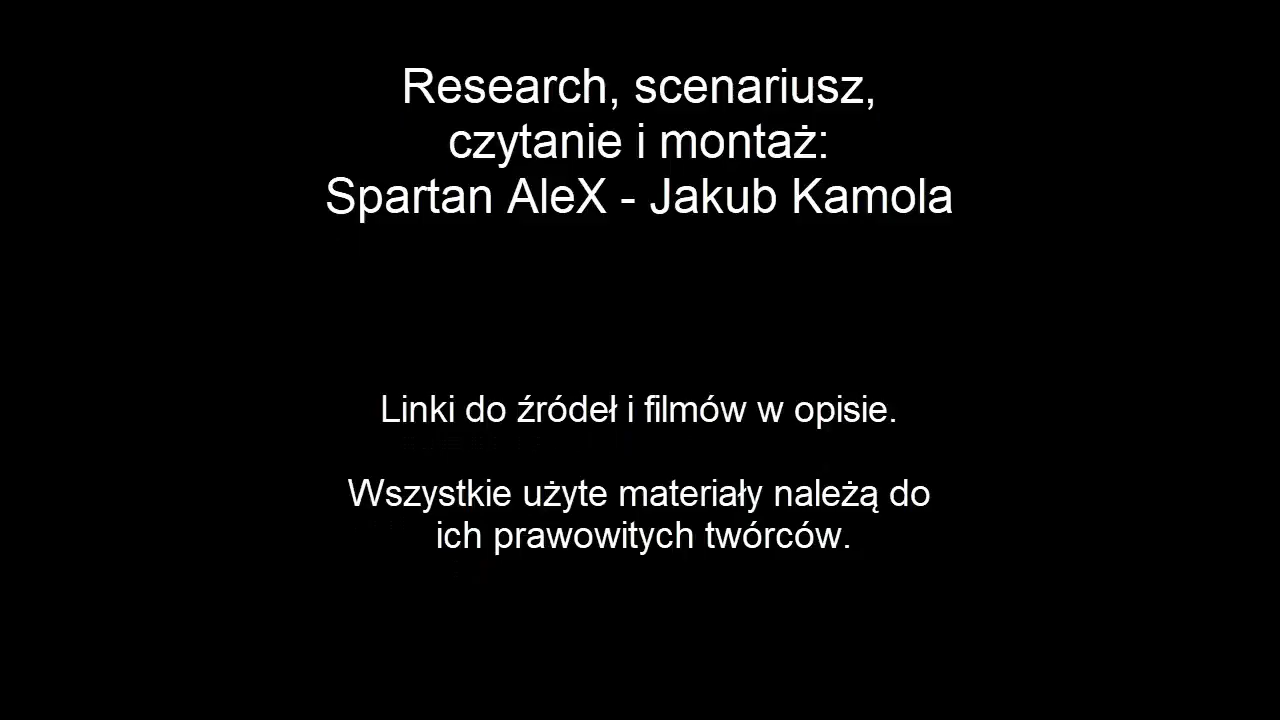 Research, scenariusz,
czytanie i montaż:
Spartan AleX - Jakub Kamola
Linki do źródeł i filmów w opisie.
Wszystkie użyte materiały należą do
ich prawowitych twórców.